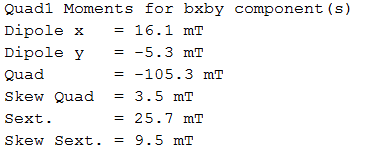 Quad1 Moments for bxby component(s)
Dipole x   = 16.1 mT
Dipole y   = -5.3 mT
Quad       = -105.3 mT
Skew Quad  = 3.5 mT
Sext.      = 25.7 mT
Skew Sext. = 9.5 mT